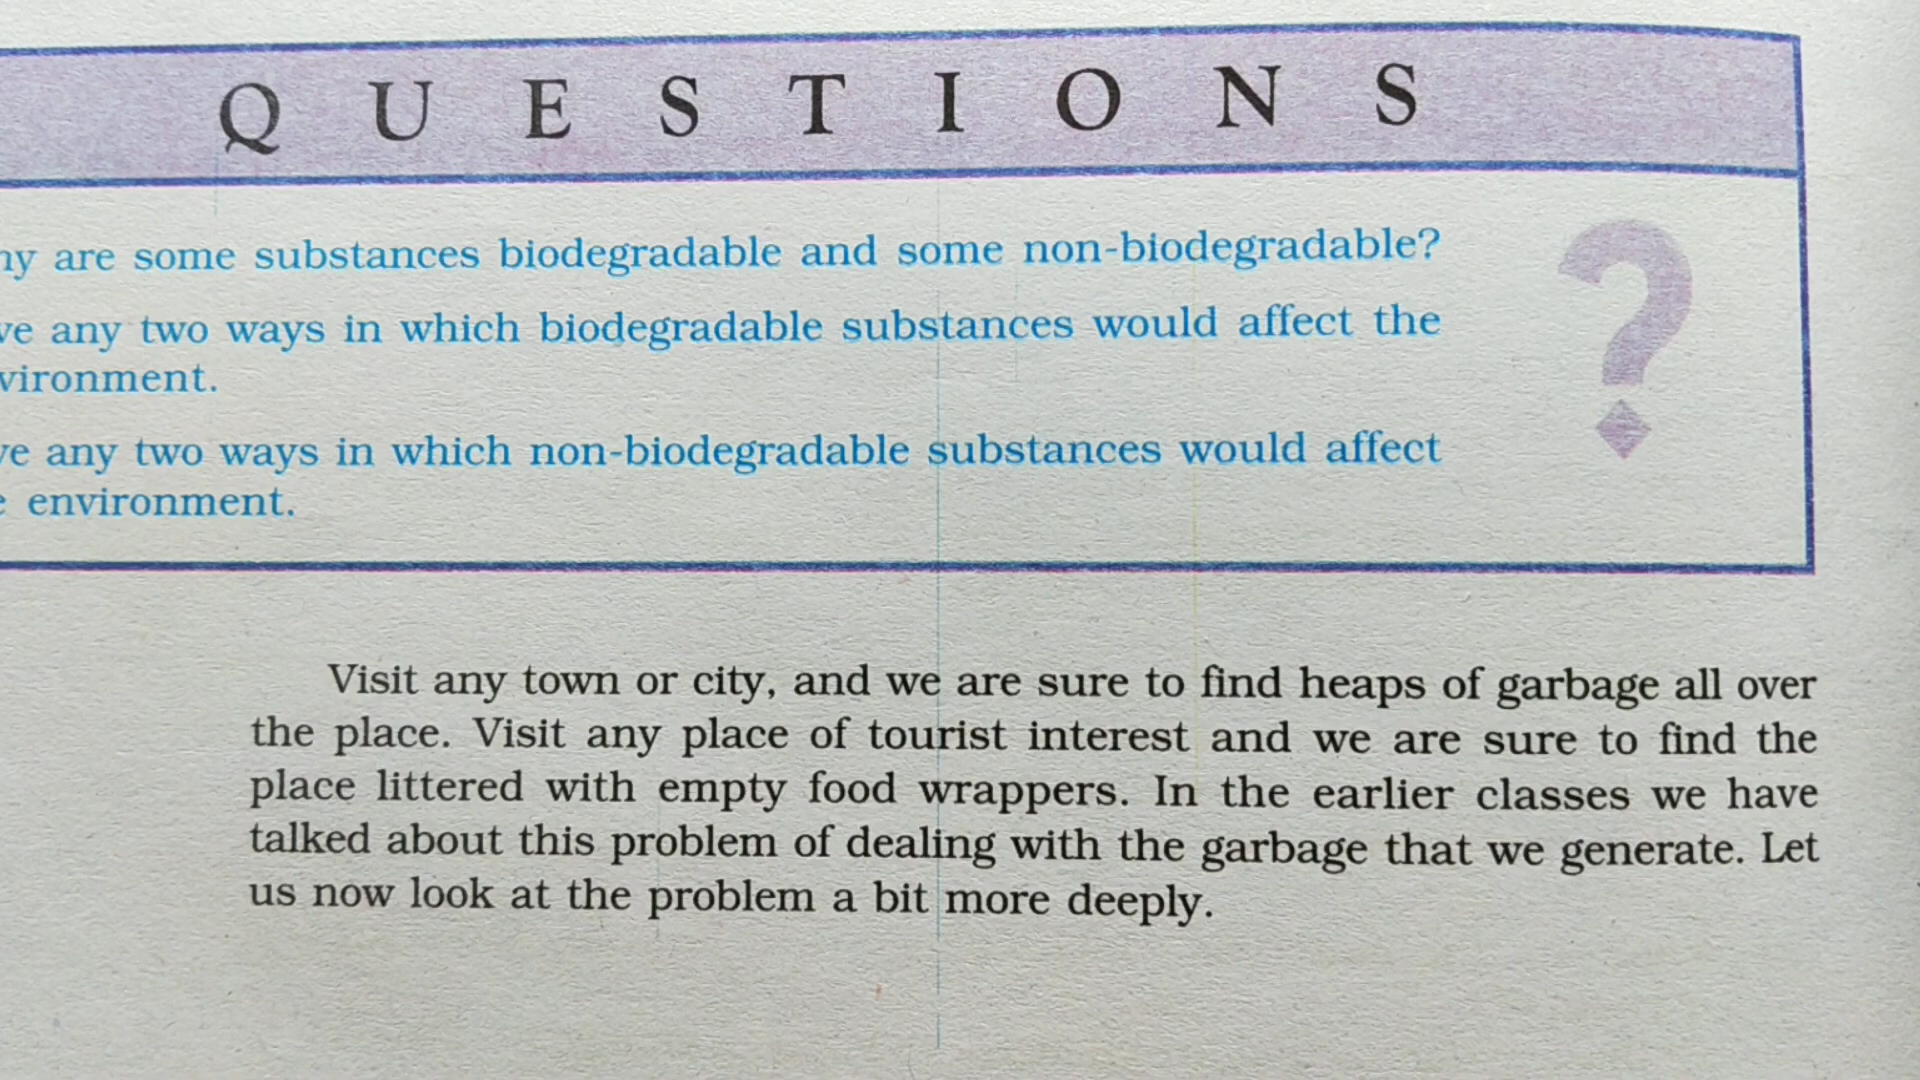 QUESTIONS
are some substances biodegradable and some non-biodegradable?
any two ways in which biodegradable substances would affect the
any two ways in which non-biodegradable substances would affect
environment.
?
Visit any town or city, and we are sure to find heaps of garbage all over
the place. Visit any place of tourist interest and we are sure to find the
place littered with empty food wrappers. In the earlier classes we have
talked about this problem of dealing with the garbage that we generate. Let
us now look at the problem a bit more deeply.